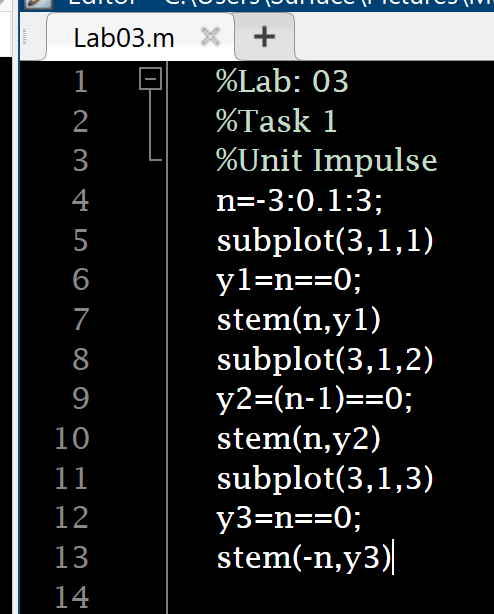 Editor - C:\Users\Surface\Pictures\M
Lab03.m
1 %Lab: 03
2 %Task 1
3 %Unit Impulse
4 n=-3:0.1:3;
5 subplot(3,1,1)
6 y1=n==0;
7 stem(n,y1)
8 subplot(3,1,2)
9 y2=(n-1)==0;
10 stem(n,y2)
11 subplot(3,1,3)
12 y3=n==0;
13 stem(-n,y3)
14